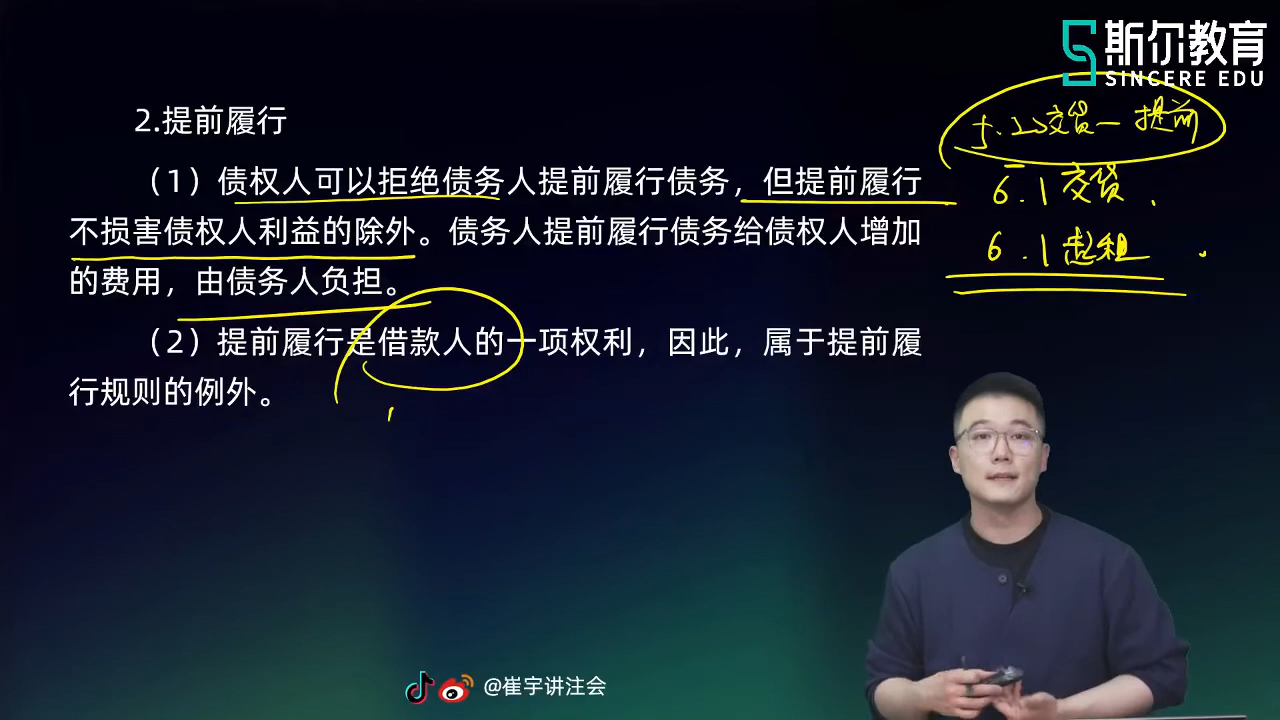 斯尔教育
SINCERE EDU
2.提前履行
（1）债权人可以拒绝债务人提前履行债务，但提前履行
不损害债权人利益的除外。债务人提前履行债务给债权人增加
的费用，由债务人负担。
（2）提前履行是借款人的一项权利，因此，属于提前履
行规则的例外。
交货一提前
6.1交货.
6.1起租
@崔宇讲注会